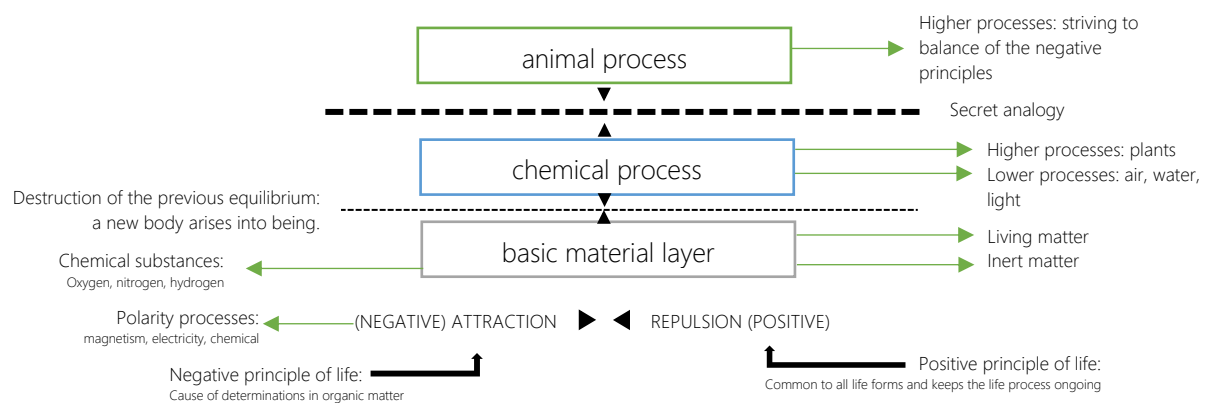 Higher processes: striving to
balance of the negative
principles
animal process
Secret analogy
chemical process
Higher processes: plants
Lower processes: air, water,
light
Destruction of the previous equilibrium:
a new body arises into being.
basic material layer
Living matter
Inert matter
Chemical substances:
Oxygen, nitrogen, hydrogen
Polarity processes:
magnetism, electricity, chemical
(NEGATIVE) ATTRACTION
REPULSION (POSITIVE)
Negative principle of life:
Cause of determinations in organic matter
Positive principle of life:
Common to all life forms and keeps the life process ongoing